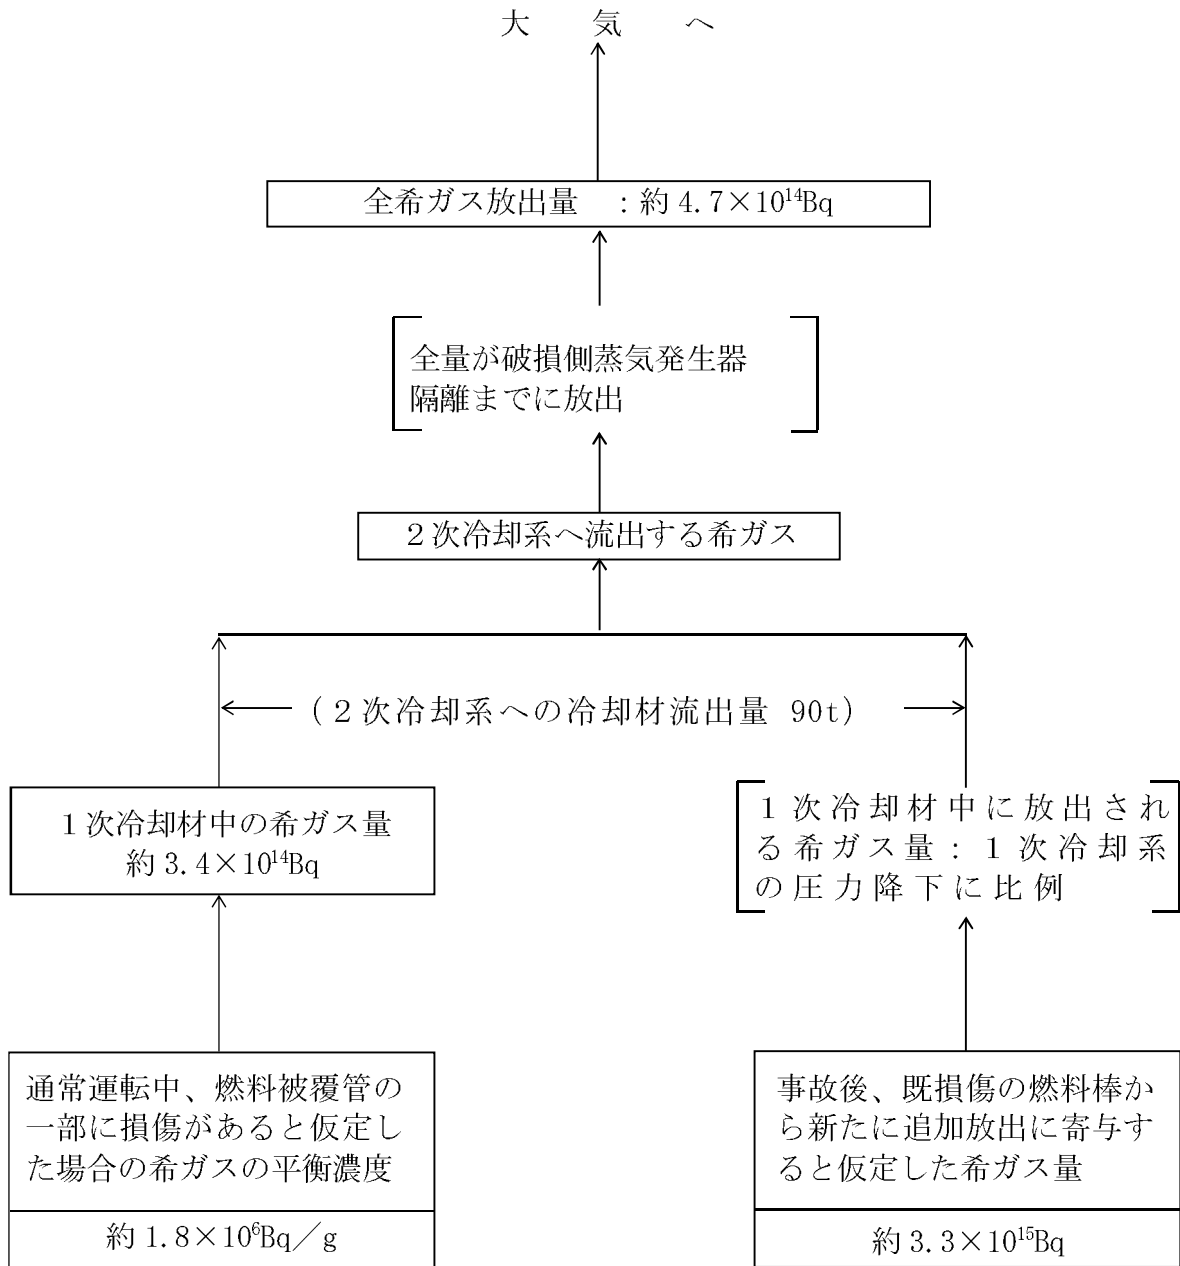 大 気 へ
全希ガス放出量 :約 4.7×10¹⁴Bq
全量が破損側蒸気発生器
隔離までに放出
2次冷却系へ流出する希ガス
(2次冷却系への冷却材流出量 90t)
1次冷却材中の希ガス量
約 3.4×10¹⁴Bq
1次冷却材中に放出され
る希ガス量:1次冷却系
の圧力降下に比例
通常運転中、燃料被覆管の
一部に損傷があると仮定し
た場合の希ガスの平衡濃度
約 1.8×10⁶Bq/g
事故後、既損傷の燃料棒か
ら新たに追加放出に寄与す
ると仮定した希ガス量
約 3.3×10¹⁵Bq